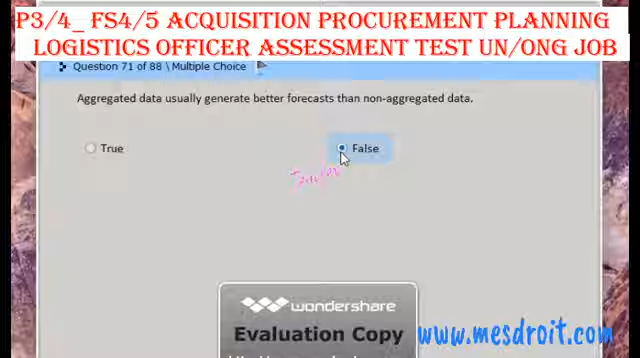 P3/4_ FS4/5 ACQUISITION PROCUREMENT PLANNING
LOGISTICS OFFICER ASSESSMENT TEST UN/ONG JOB
Question 71 of 88 \ Multiple Choice
Aggregated data usually generate better forecasts than non-aggregated data.
True
False
wondershare
Evaluation Copy
www.mesdroit.com